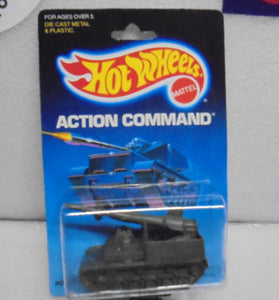 FOR AGES OVER 3.
DIE CAST METAL
& PLASTIC.
Hot Wheels
MATTEL
ACTION COMMAND